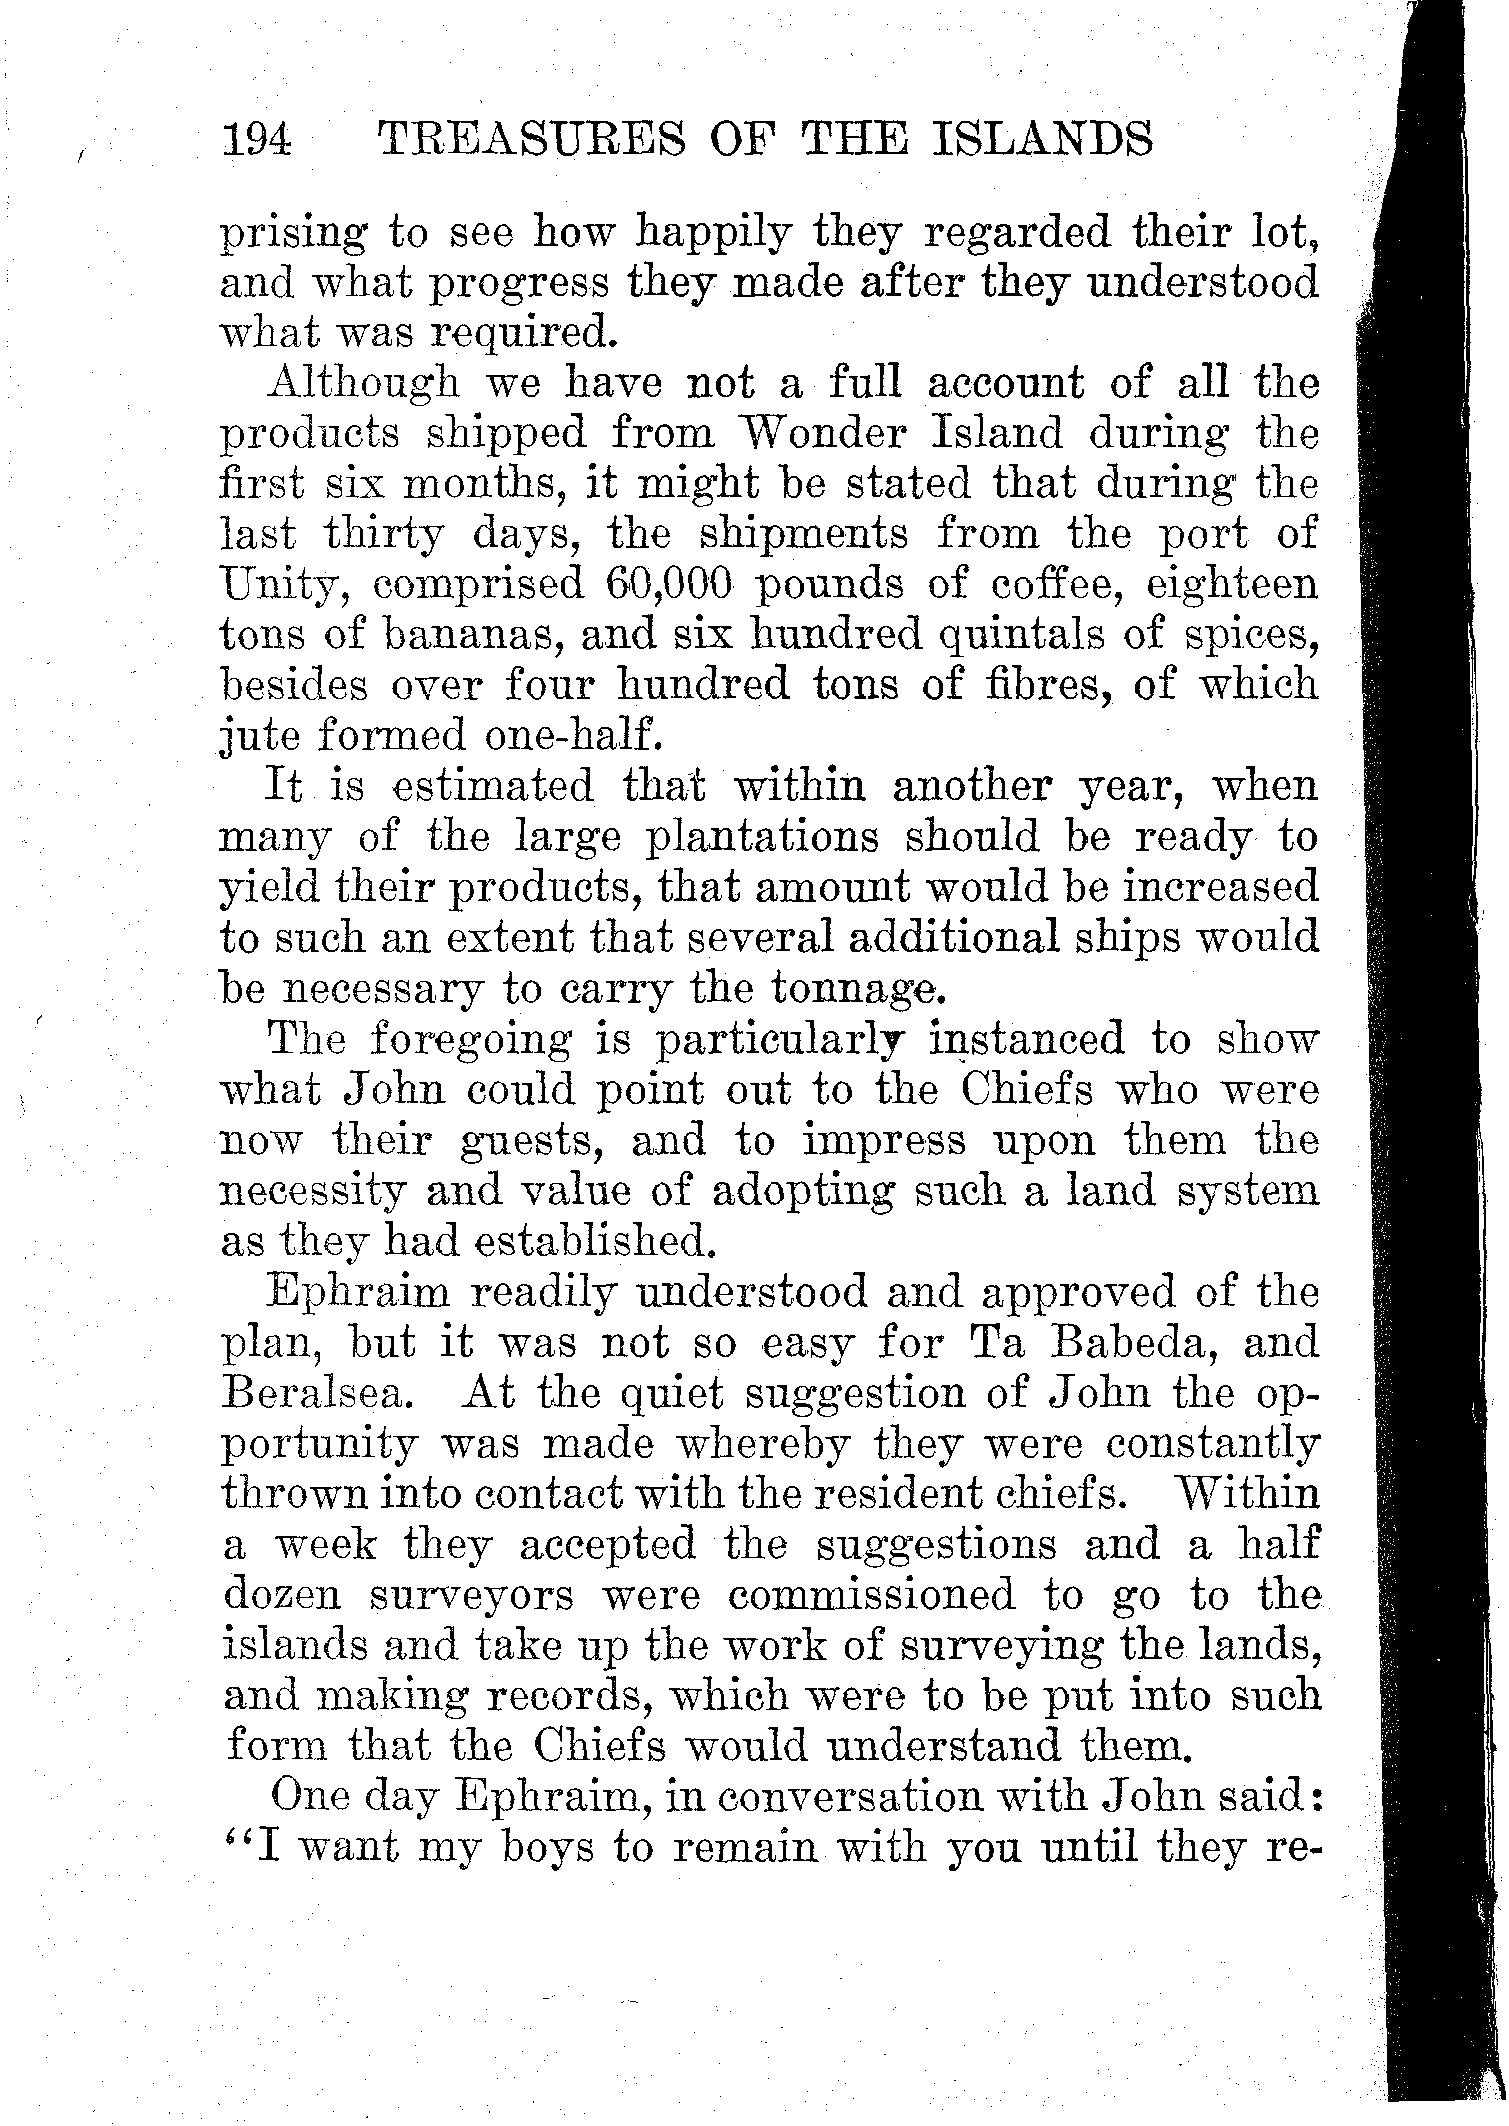 194 TREASURES OF THE ISLANDS
prising to see how happily they regarded their lot,
and what progress they made after they understood
what was required.
Although we have not a full account of all the
products shipped from Wonder Island during the
first six months, it might be stated that during the
last thirty days, the shipments from the port of
Unity, comprised 60,000 pounds of coffee, eighteen
tons of bananas, and six hundred quintals of spices,
besides over four hundred tons of fibres, of which
jute formed one-half.
It is estimated that within another year, when
many of the large plantations should be ready to
yield their products, that amount would be increased
to such an extent that several additional ships would
be necessary to carry the tonnage.
The foregoing is particularly instanced to show
what John could point out to the Chiefs who were
now their guests, and to impress upon them the
necessity and value of adopting such a land system
as they had established.
Ephraim readily understood and approved of the
plan, but it was not so easy for Ta Babeda, and
Beralsea. At the quiet suggestion of John the op-
portunity was made whereby they were constantly
thrown into contact with the resident chiefs. Within
a week they accepted the suggestions and a half
dozen surveyors were commissioned to go to the
islands and take up the work of surveying the lands,
and making records, which were to be put into such
form that the Chiefs would understand them.
One day Ephraim, in conversation with John said:
"I want my boys to remain with you until they re-